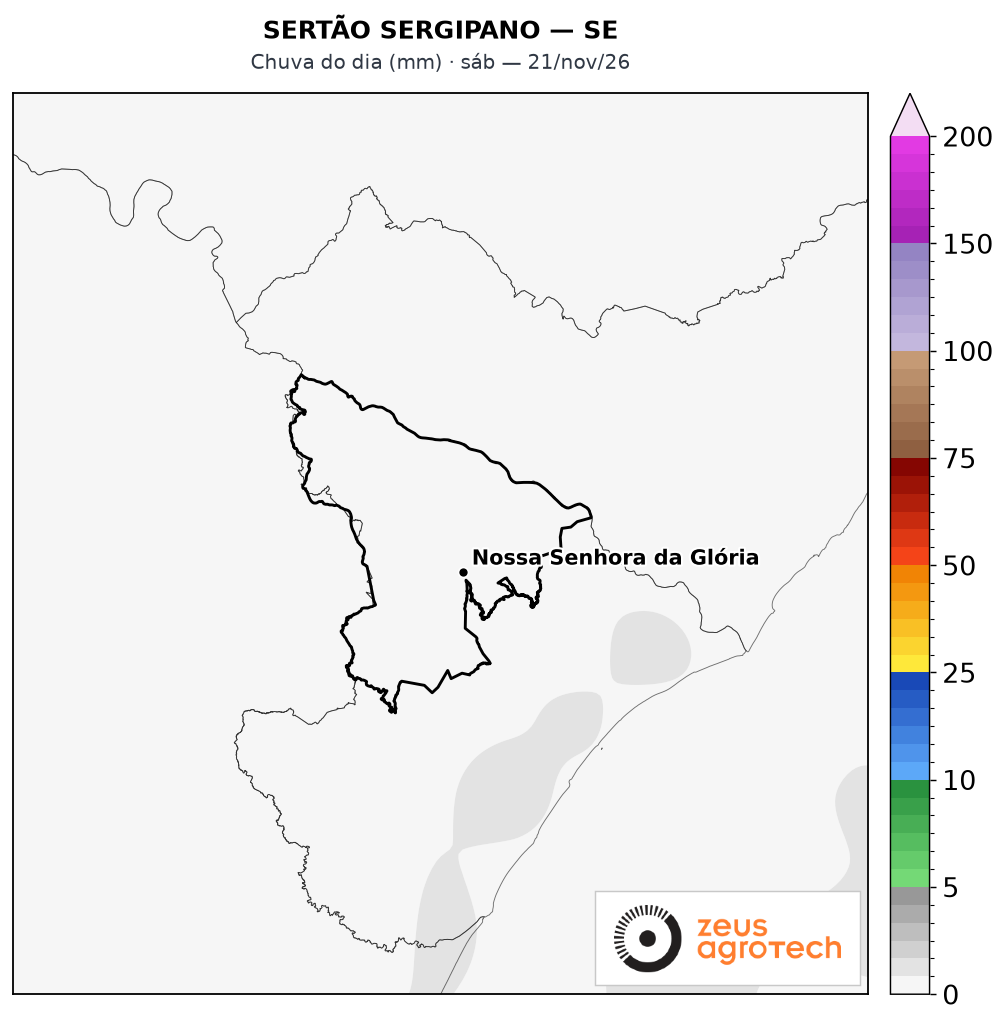 SERTÃO SERGIPANO — SE
Chuva do dia (mm) · sáb — 21/nov/26
200
150
100
75
50
25
10
5
0
Nossa Senhora da Glória
zeus
agrotech